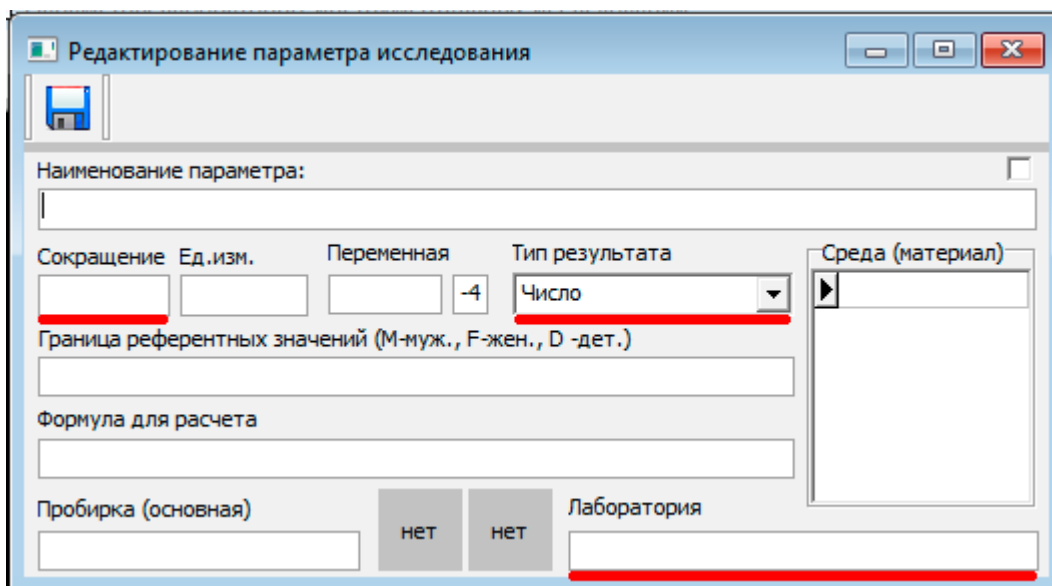 Редактирование параметра исследования
Наименование параметра:
Сокращение Ед.изм. Переменная Тип результата Среда (материал)
-4 Число
Граница референтных значений (М-муж., F-жен., D -дет.)
Формула для расчета
Пробирка (основная) нет нет Лаборатория